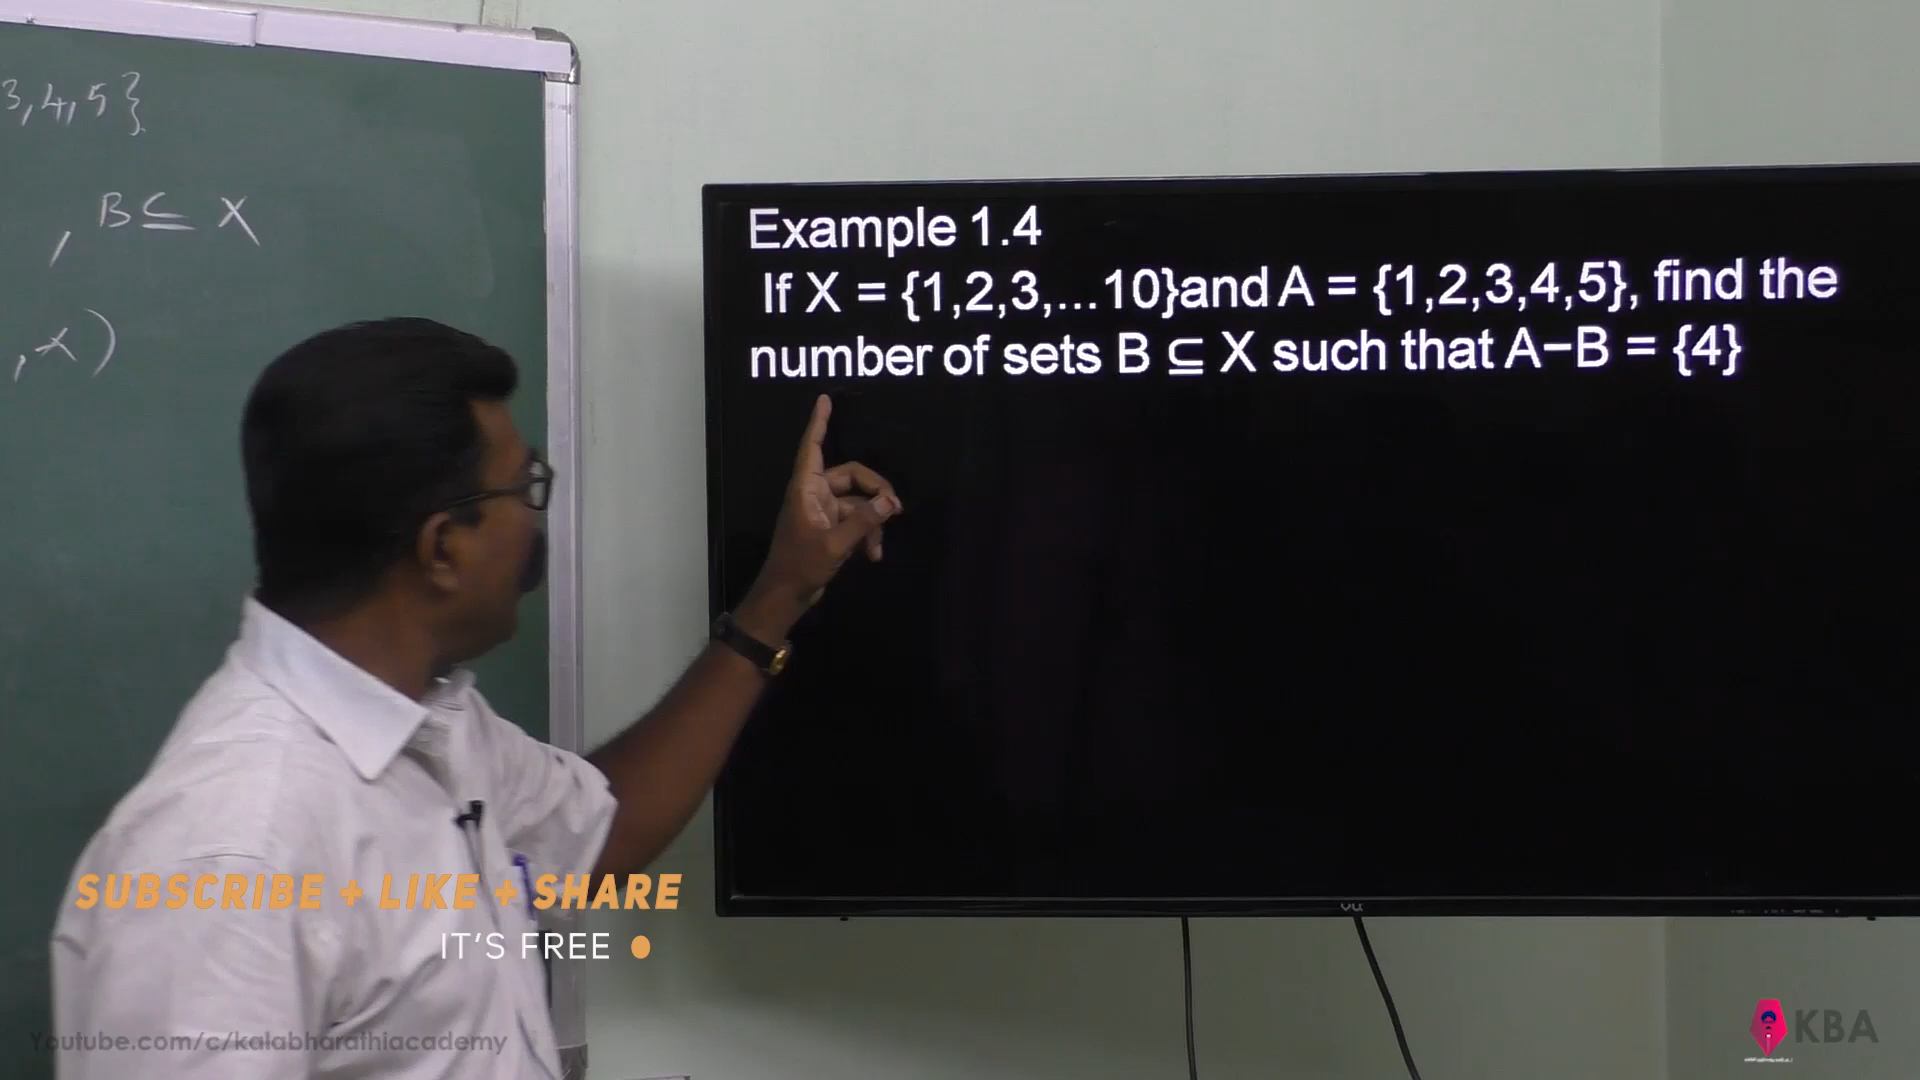 3,4,5}
, B ⊆ X
,x)
Example 1.4
If X = {1,2,3,...10}and A = {1,2,3,4,5}, find the
number of sets B ⊆ X such that A−B = {4}
vu
SUBSCRIBE + LIKE + SHARE
IT'S FREE
Youtube.com/c/kalabharathiacademy
KBA